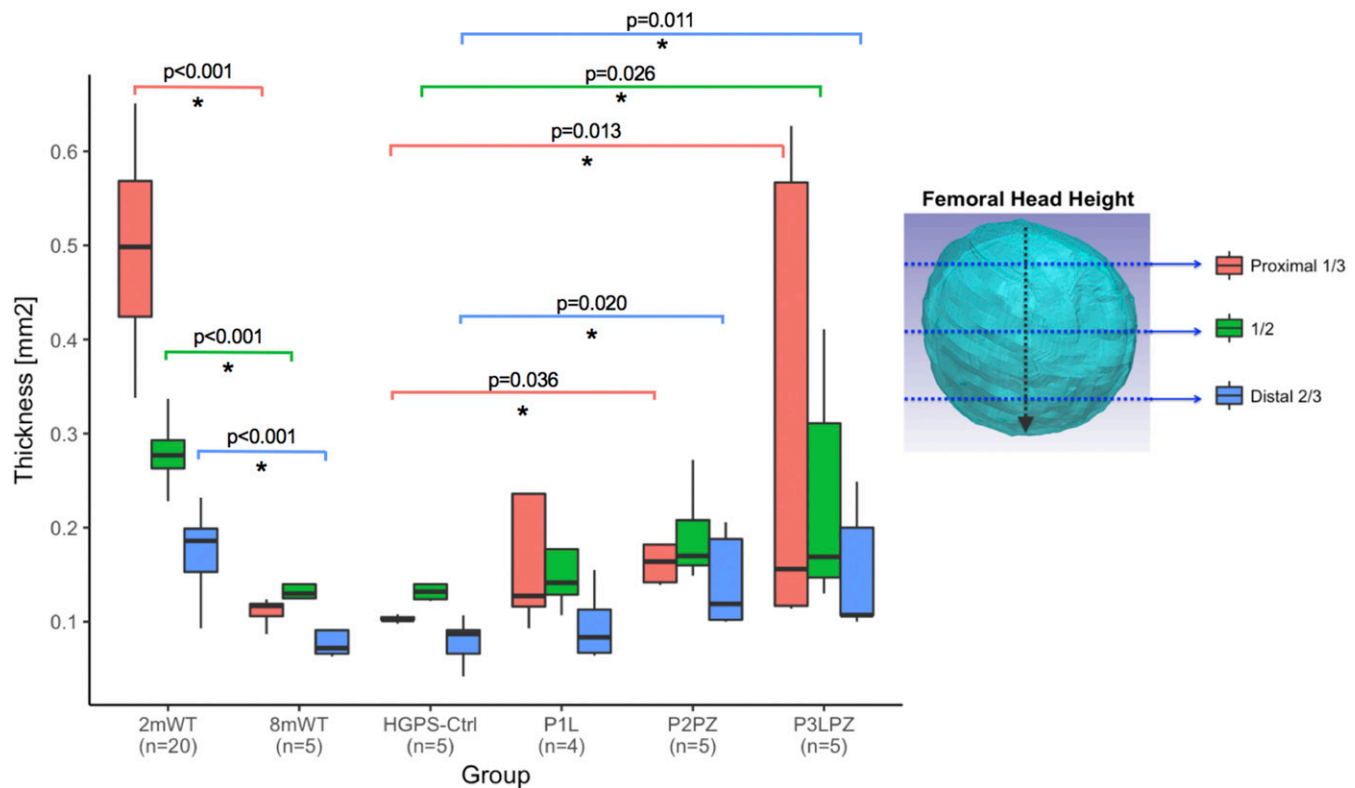 p=0.011
*
p<0.001
*
p=0.026
*
p=0.013
*
p=0.020
*
p<0.001
*
p=0.036
*
p<0.001
*
Thickness [mm2]
0.6
0.5
0.4
0.3
0.2
0.1
2mWT
(n=20)
8mWT
(n=5)
HGPS-Ctrl
(n=5)
P1L
(n=4)
P2PZ
(n=5)
P3LPZ
(n=5)
Group
Femoral Head Height
Proximal 1/3
1/2
Distal 2/3